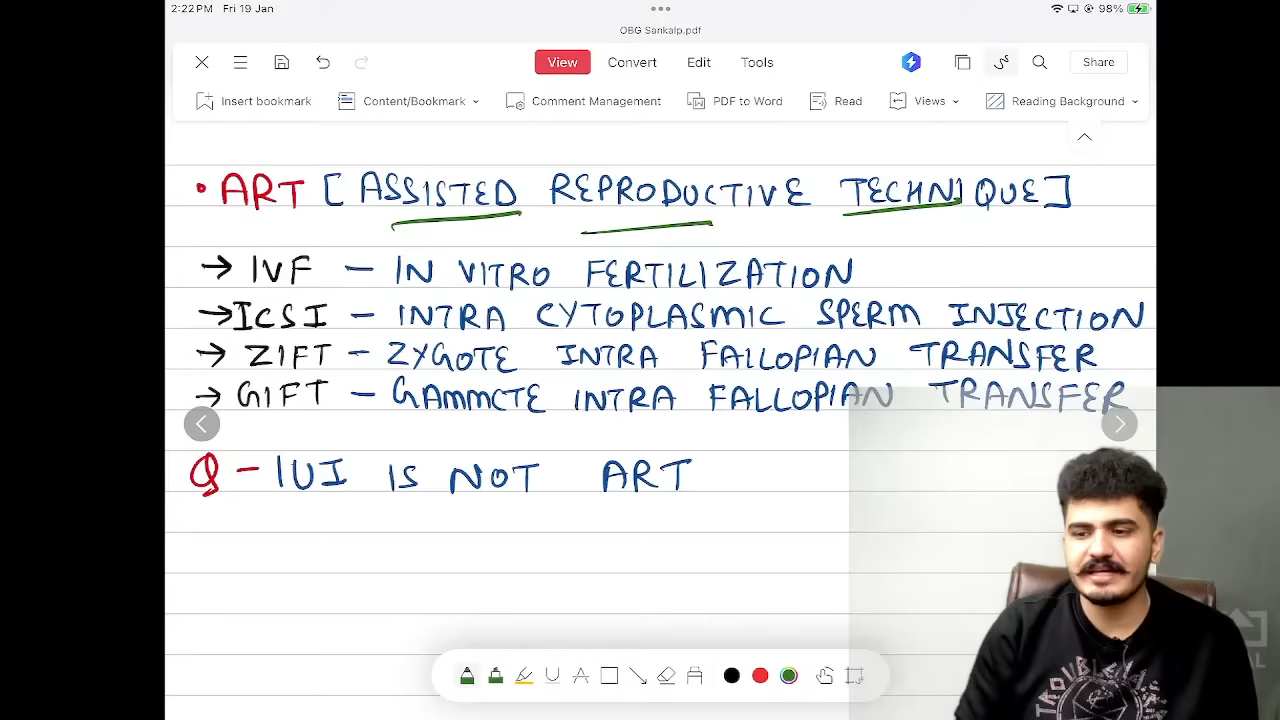 2:22 PM Fri 19 Jan
98%
OBG Sankalp.pdf
View Convert Edit Tools Share
Insert bookmark Content/Bookmark Comment Management PDF to Word Read Views Reading Background
• ART [ASSISTED REPRODUCTIVE TECHNIQUE]
→ IVF – IN VITRO FERTILIZATION
→ ICSI – INTRA CYTOPLASMIC SPERM INJECTION
→ ZIFT – ZYGOTE INTRA FALLOPIAN TRANSFER
→ GIFT – GAMMCTE INTRA FALLOPIAN TRANSFER
Q – IUI IS NOT ART